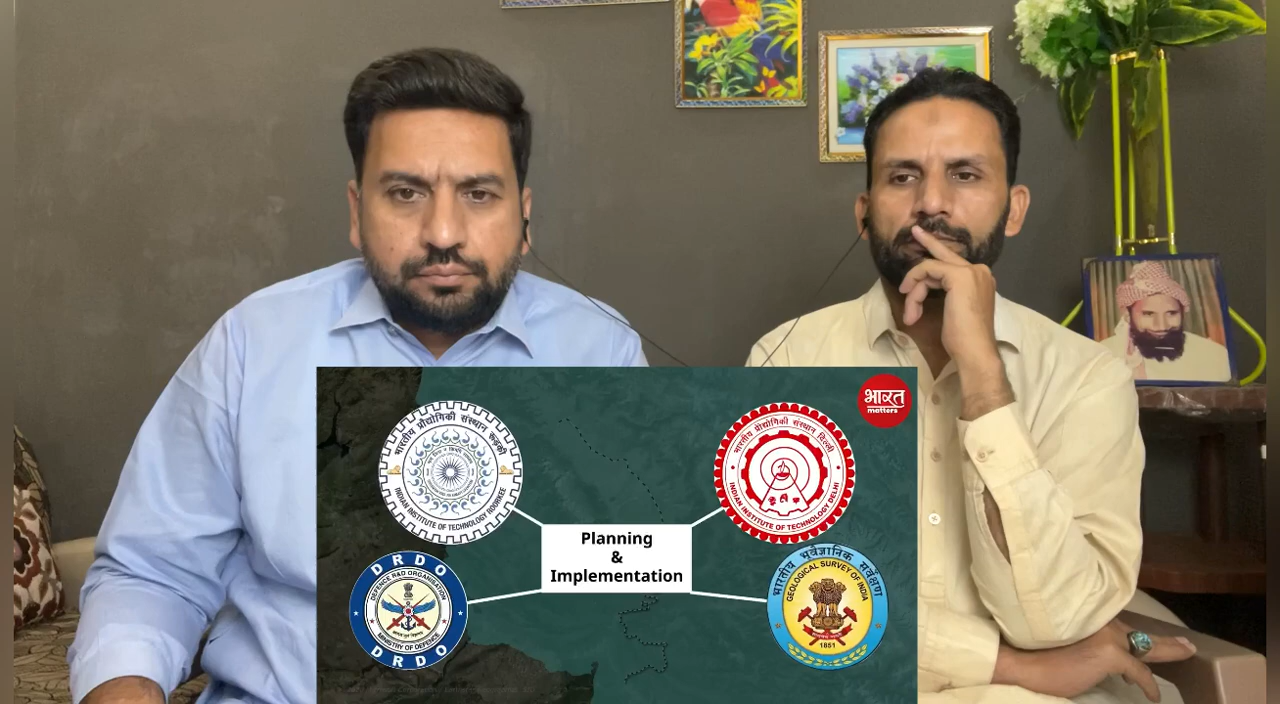 भारत
matters
भारतीय प्रौद्योगिकी संस्थान रूड़की
INDIAN INSTITUTE OF TECHNOLOGY ROORKEE
भारतीय प्रौद्योगिकी संस्थान दिल्ली
INDIAN INSTITUTE OF TECHNOLOGY DELHI
Planning
&
Implementation
DRDO
DEFENCE R&D ORGANISATION
MINISTRY OF DEFENCE
DRDO
भारतीय भूवैज्ञानिक सर्वेक्षण
GEOLOGICAL SURVEY OF INDIA
1851